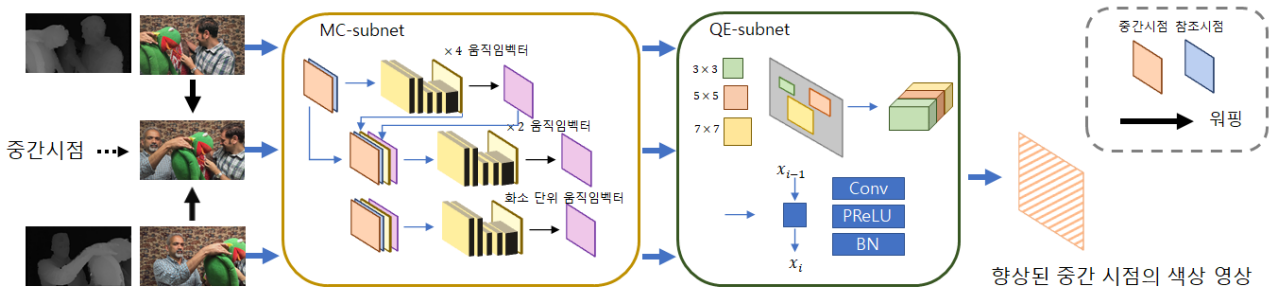 중간시점
MC-subnet
×4 움직임벡터
×2 움직임벡터
화소 단위 움직임벡터
QE-subnet
3×3
5×5
7×7
x_{i-1}
x_i
Conv
PReLU
BN
중간시점 참조시점
워핑
향상된 중간 시점의 색상 영상